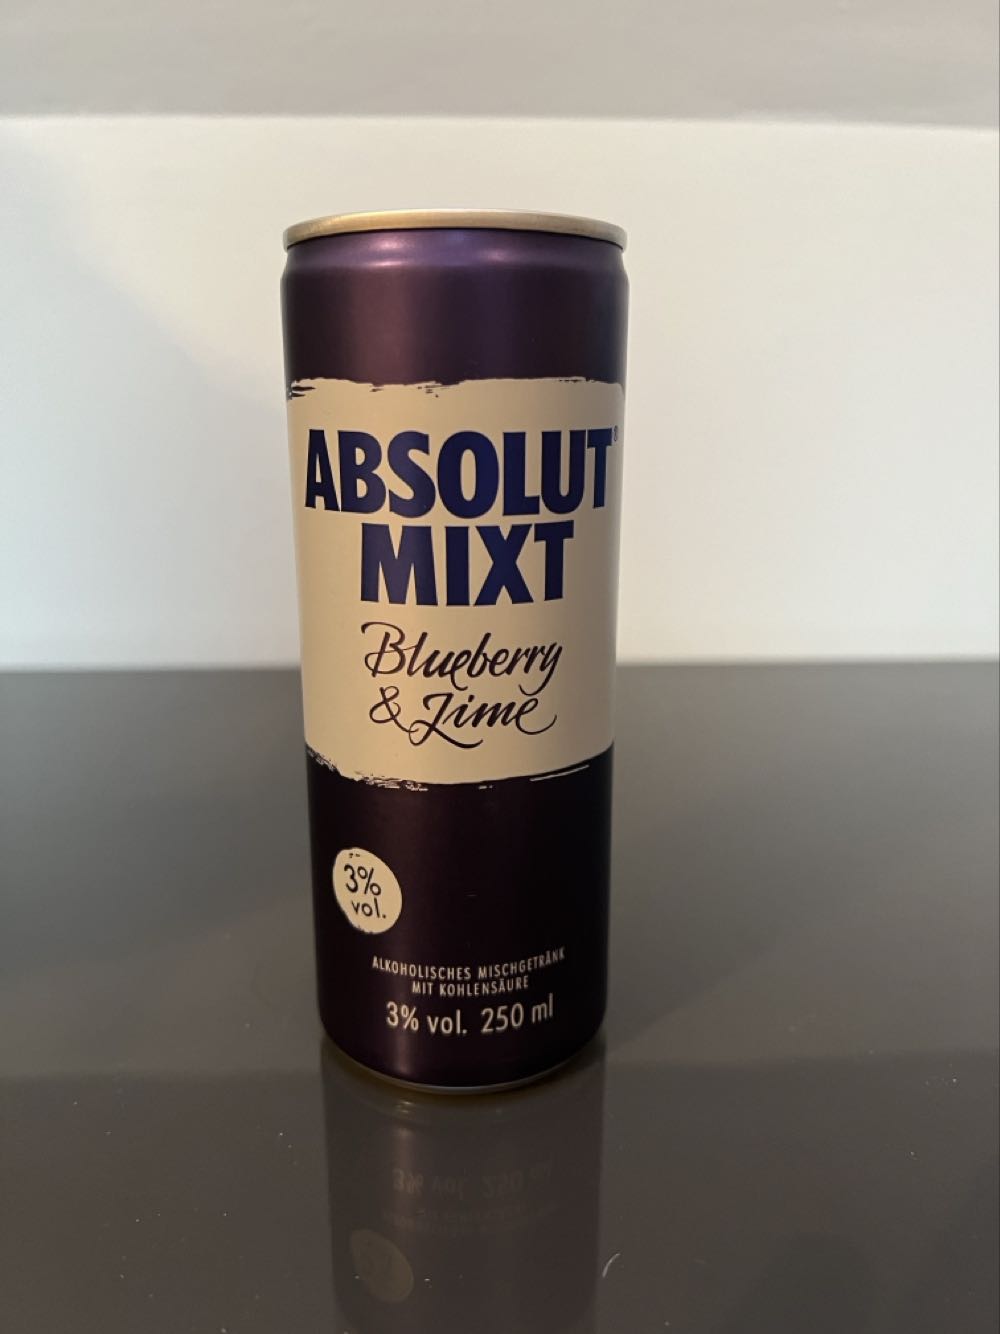 ABSOLUT®
MIXT
Blueberry
& Lime
3%
vol.
ALKOHOLISCHES MISCHGETRÄNK
MIT KOHLENSÄURE
3% vol. 250 ml